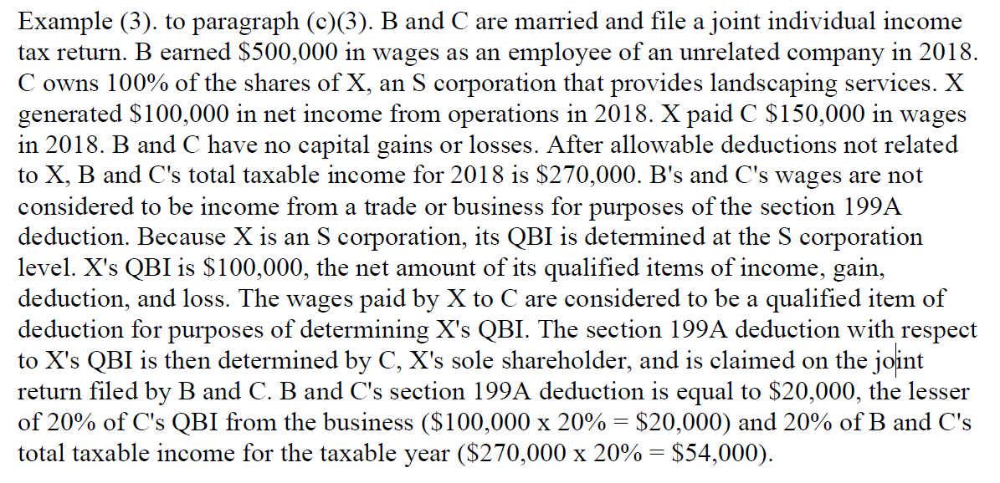 Example (3). to paragraph (c)(3). B and C are married and file a joint individual income
tax return. B earned $500,000 in wages as an employee of an unrelated company in 2018.
C owns 100% of the shares of X, an S corporation that provides landscaping services. X
generated $100,000 in net income from operations in 2018. X paid C $150,000 in wages
in 2018. B and C have no capital gains or losses. After allowable deductions not related
to X, B and C's total taxable income for 2018 is $270,000. B's and C's wages are not
considered to be income from a trade or business for purposes of the section 199A
deduction. Because X is an S corporation, its QBI is determined at the S corporation
level. X's QBI is $100,000, the net amount of its qualified items of income, gain,
deduction, and loss. The wages paid by X to C are considered to be a qualified item of
deduction for purposes of determining X's QBI. The section 199A deduction with respect
to X's QBI is then determined by C, X's sole shareholder, and is claimed on the joint
return filed by B and C. B and C's section 199A deduction is equal to $20,000, the lesser
of 20% of C's QBI from the business ($100,000 x 20% = $20,000) and 20% of B and C's
total taxable income for the taxable year ($270,000 x 20% = $54,000).